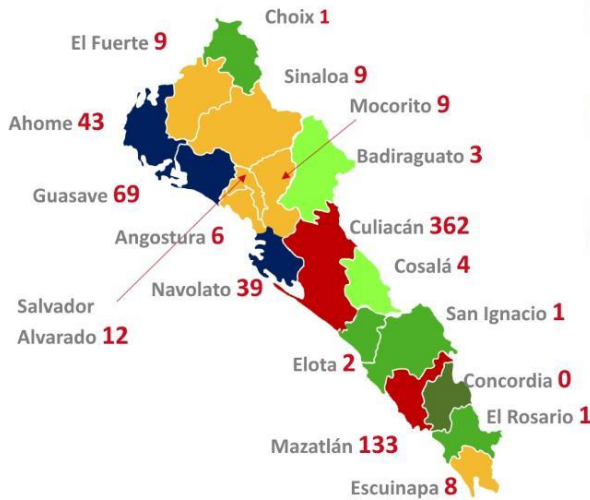 Choix 1
El Fuerte 9
Sinaloa 9
Mocorito 9
Ahome 43
Badiraguato 3
Guasave 69
Culiacán 362
Angostura 6
Cosalá 4
Navolato 39
Salvador
Alvarado 12
San Ignacio 1
Elota 2
Concordia 0
El Rosario 1
Mazatlán 133
Escuinapa 8